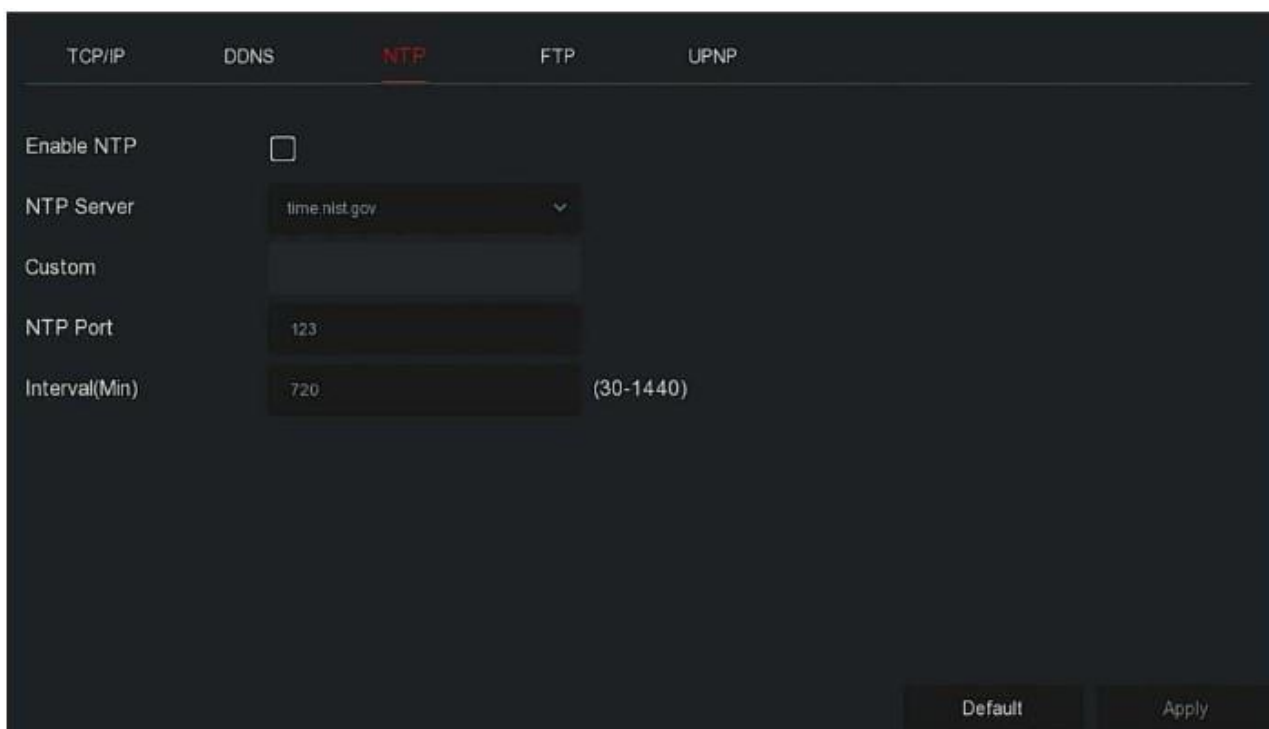 TCP/IP DDNS NTP FTP UPNP
Enable NTP
NTP Server time.nist.gov
Custom
NTP Port 123
Interval(Min) 720 (30-1440)
Default Apply